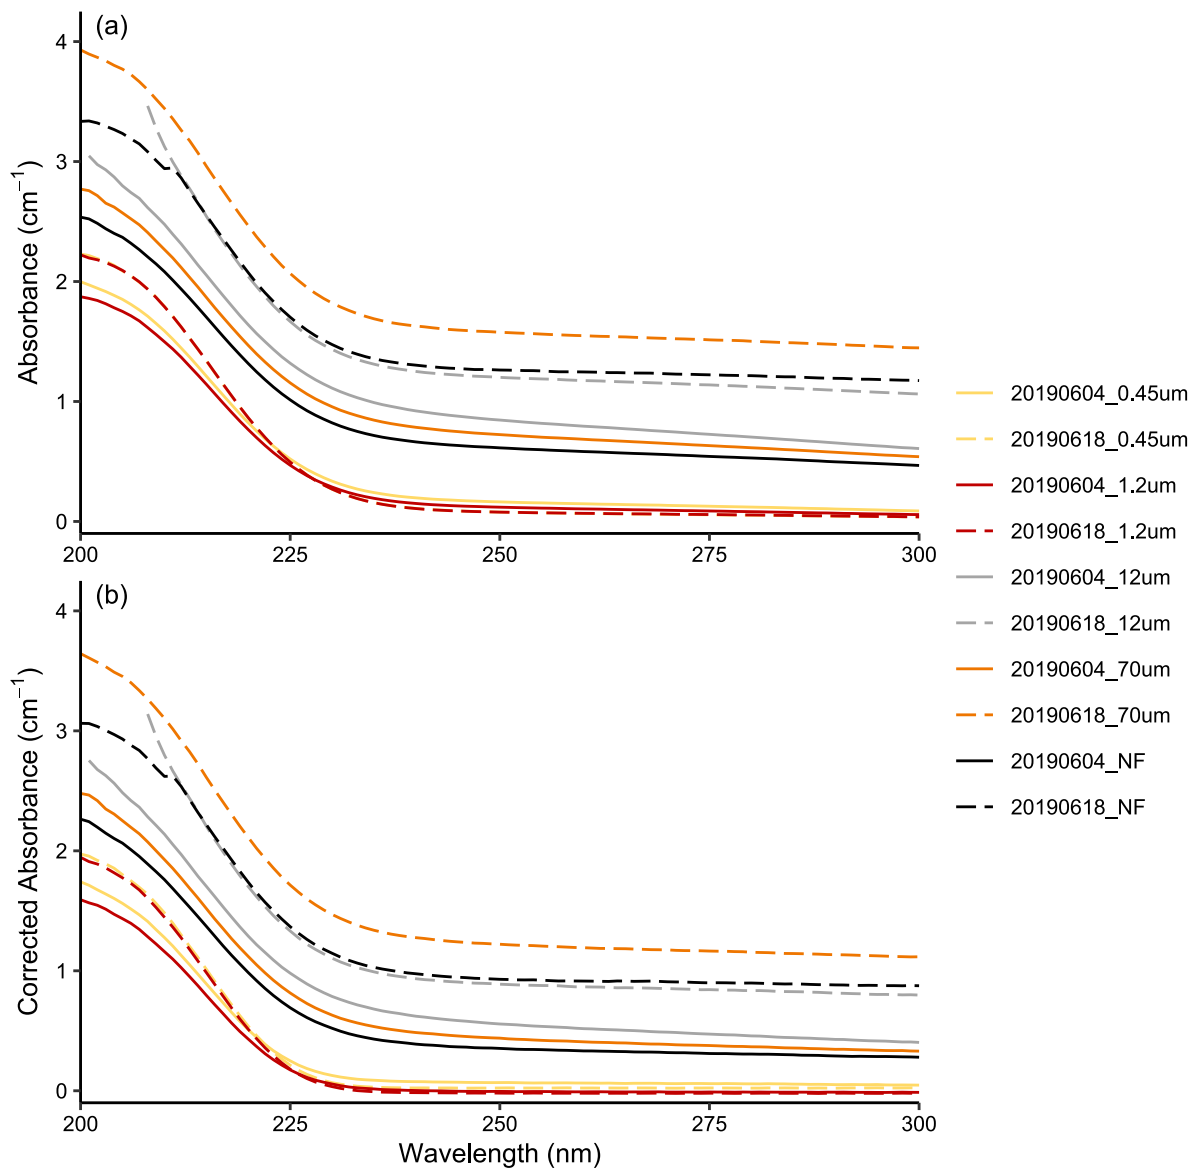 (a)
4
3
2
1
0
Absorbance (cm⁻¹)
200 225 250 275 300
(b)
4
3
2
1
0
Corrected Absorbance (cm⁻¹)
200 225 250 275 300
Wavelength (nm)
20190604_0.45um
20190618_0.45um
20190604_1.2um
20190618_1.2um
20190604_12um
20190618_12um
20190604_70um
20190618_70um
20190604_NF
20190618_NF